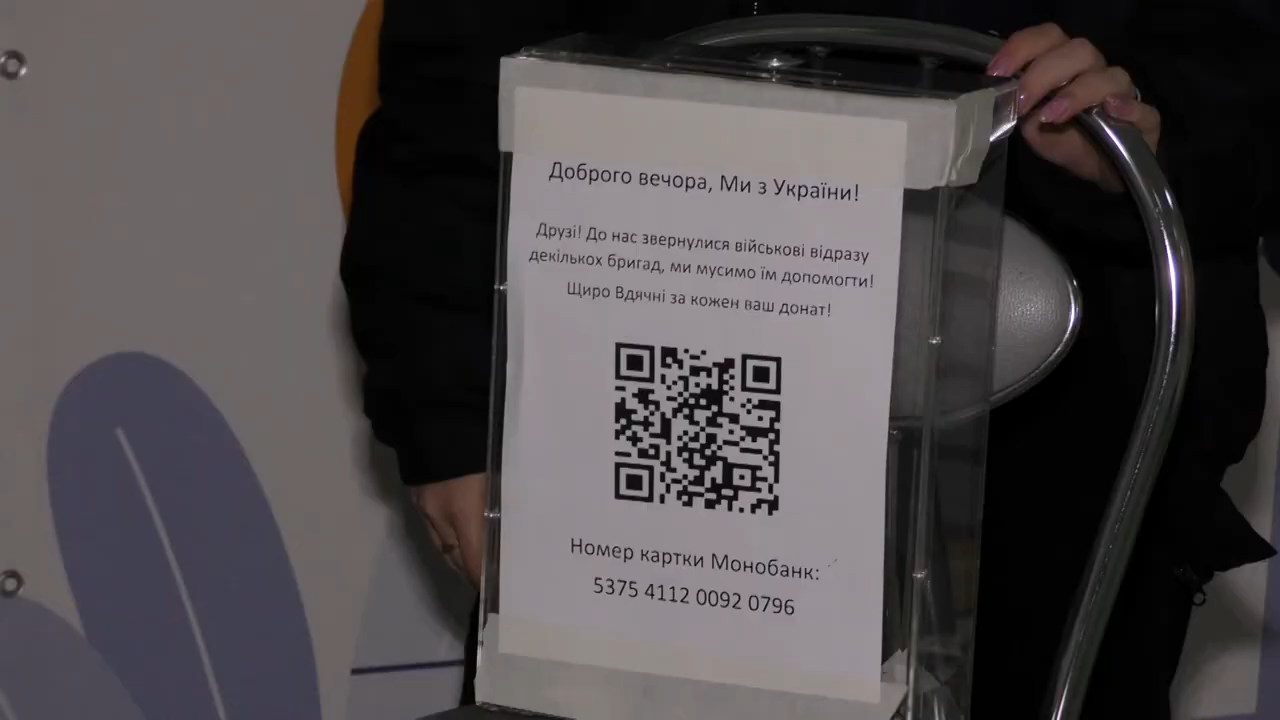 Доброго вечора, Ми з України!
Друзі! До нас звернулися військові відразу
декількох бригад, ми мусимо їм допомогти!
Щиро Вдячні за кожен ваш донат!
Номер картки Монобанк:
5375 4112 0092 0796